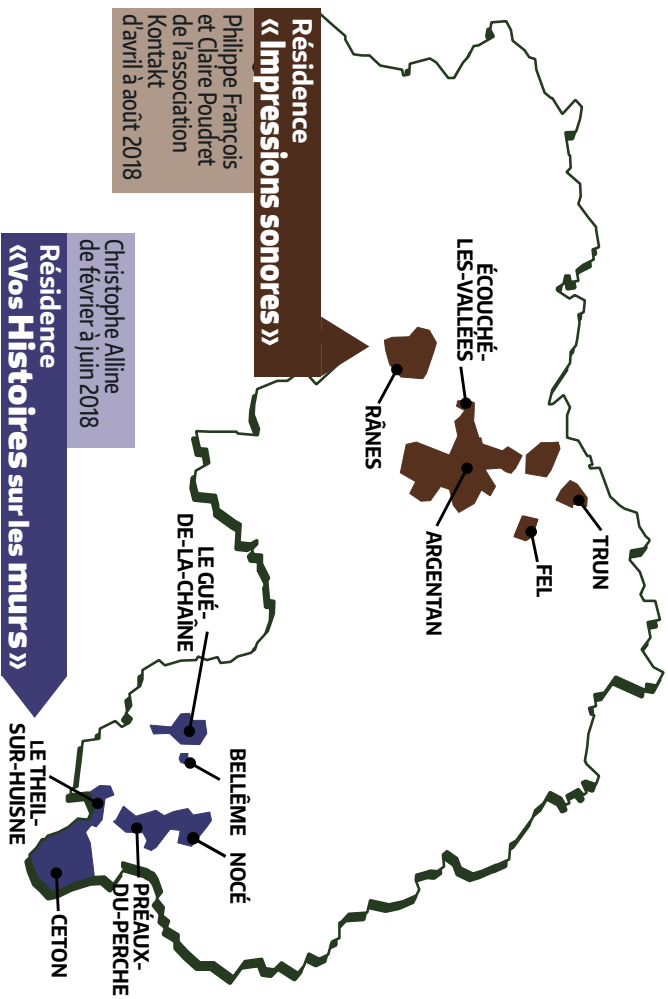 Résidence
« Impressions sonores »
Philippe François
et Claire Poudret
de l'association
Kontakt
d'avril à août 2018
ÉCOUCHÉ-
LES-VALLÉES
RÂNES
TRUN
FEL
ARGENTAN
Christophe Alline
de février à juin 2018
Résidence
«Vos Histoires sur les murs»
LE GUÉ-
DE-LA-CHAÎNE
BELLÊME
NOCÉ
LE THEIL-
SUR-HUISNE
PRÉAUX-
DU-PERCHE
CETON